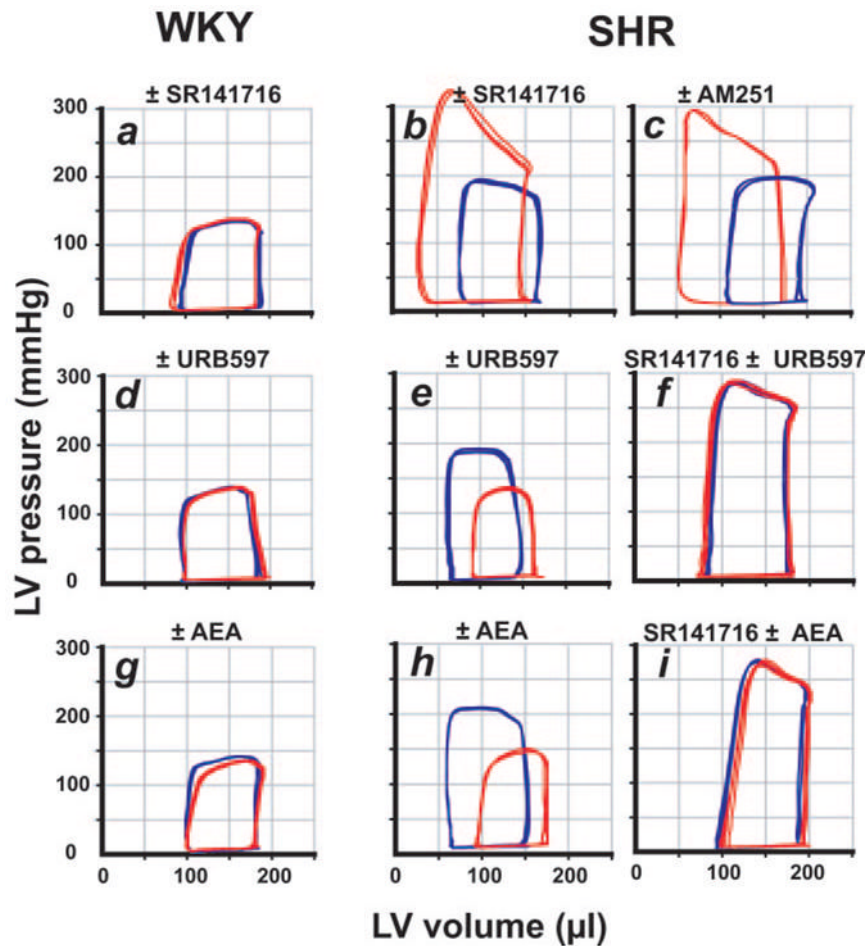 WKY SHR
± SR141716 ± SR141716 ± AM251
300 a b c
200
100
0
± URB597 ± URB597 SR141716 ± URB597
300 d e f
200
100
0
± AEA ± AEA SR141716 ± AEA
300 g h i
200
100
0
0 100 200 0 100 200 0 100 200
LV pressure (mmHg)
LV volume (µl)